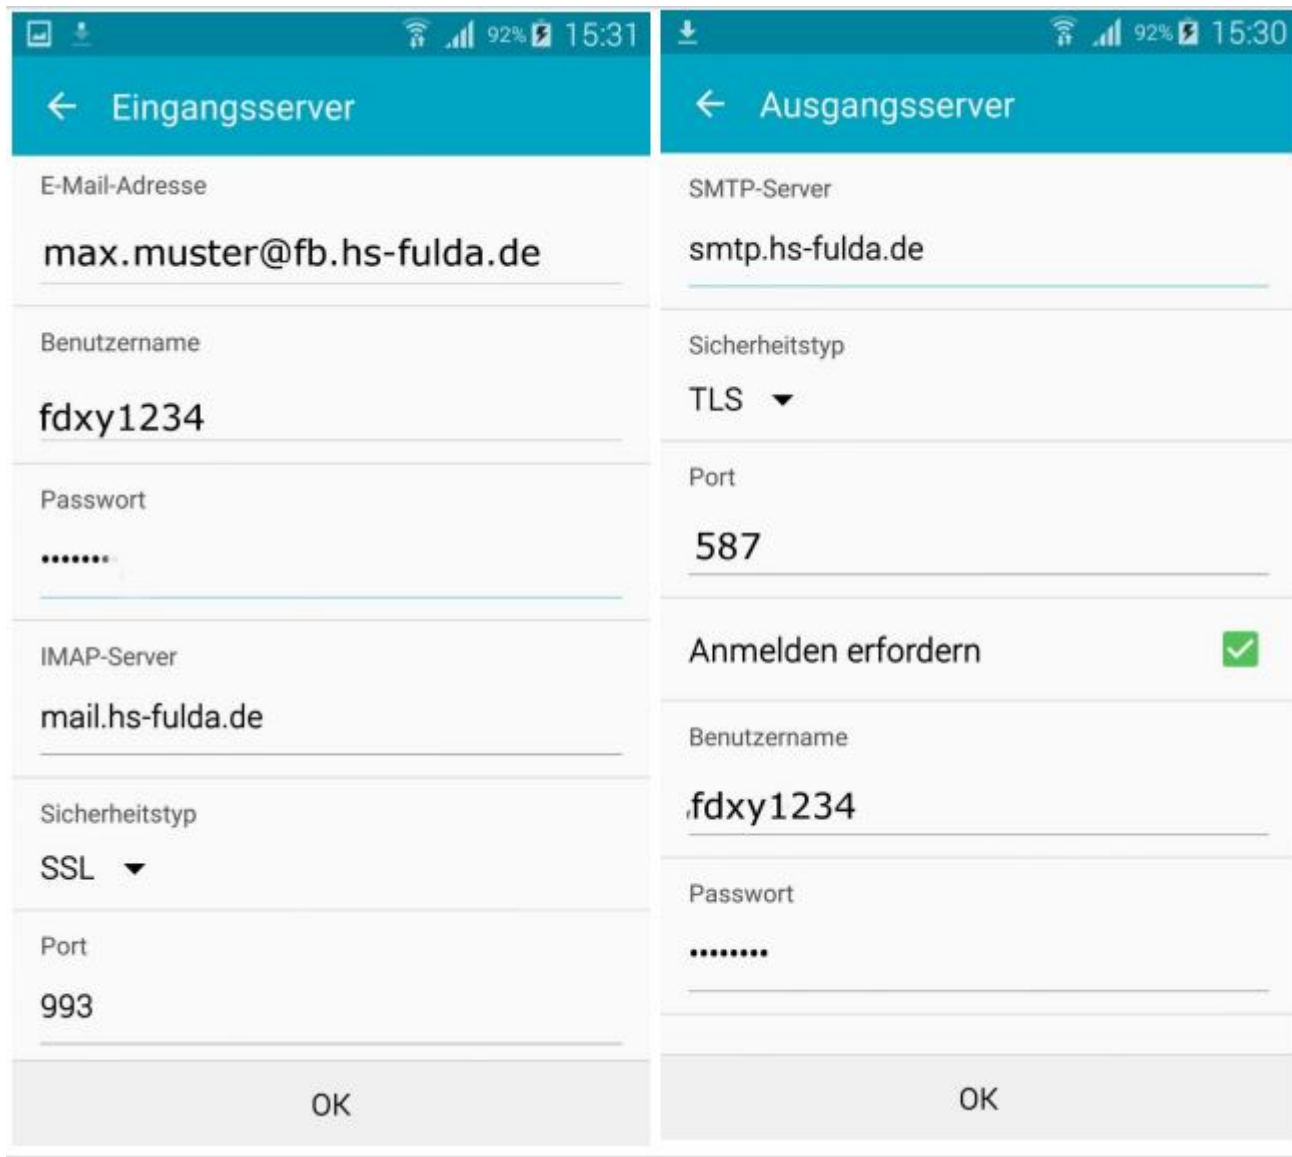 92% 15:31
Eingangsserver
E-Mail-Adresse
max.muster@fb.hs-fulda.de
Benutzername
fdxy1234
Passwort
••••••••
IMAP-Server
mail.hs-fulda.de
Sicherheitstyp
SSL
Port
993
OK
92% 15:30
Ausgangsserver
SMTP-Server
smtp.hs-fulda.de
Sicherheitstyp
TLS
Port
587
Anmelden erfordern
Benutzername
fdxy1234
Passwort
••••••••
OK